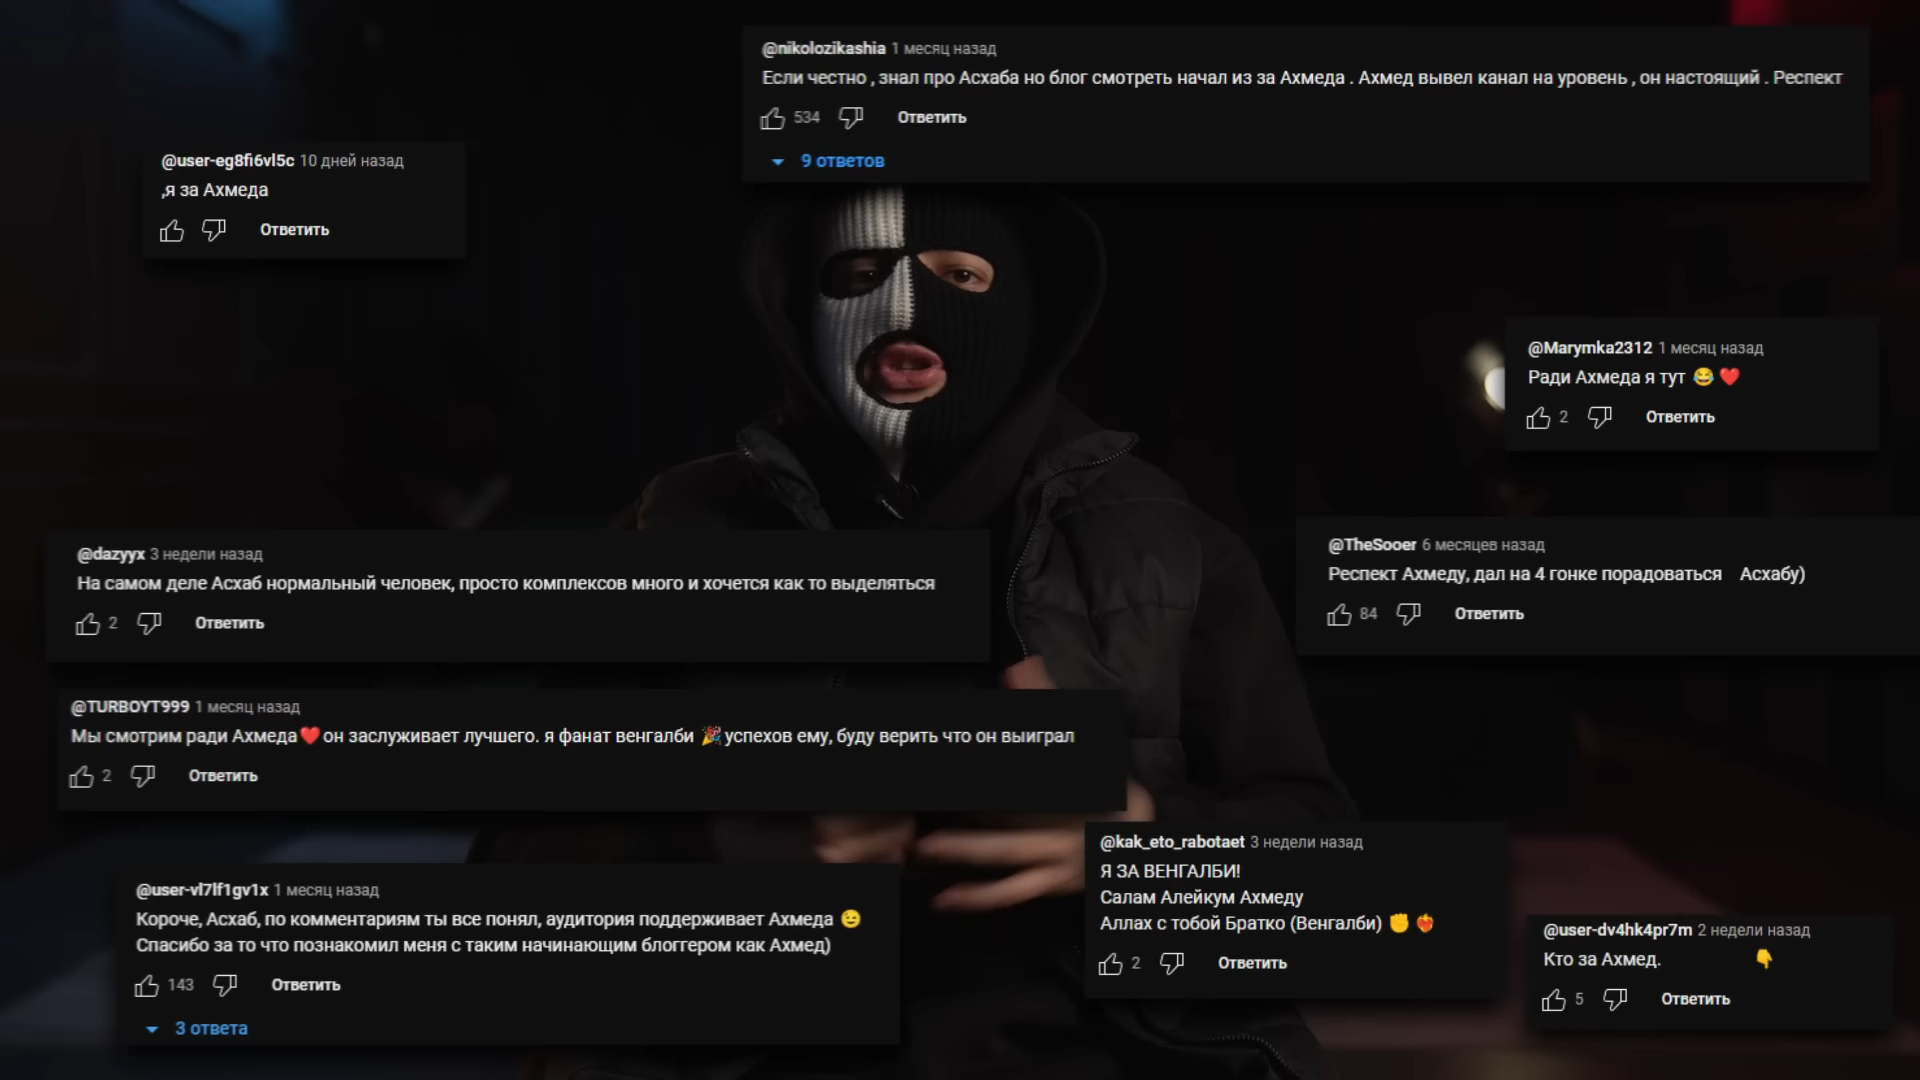 @nikolozikashia 1 месяц назад
Если честно , знал про Асхаба но блог смотреть начал из за Ахмеда . Ахмед вывел канал на уровень , он настоящий . Респект
534 Ответить
9 ответов
@user-eg8fi6vl5c 10 дней назад
,я за Ахмеда
Ответить
@Marymka2312 1 месяц назад
Ради Ахмеда я тут 😂❤️
2 Ответить
@dazyyx 3 недели назад
На самом деле Асхаб нормальный человек, просто комплексов много и хочется как то выделяться
2 Ответить
@TheSooer 6 месяцев назад
Респект Ахмеду, дал на 4 гонке порадоваться Асхабу)
84 Ответить
@TURBOYT999 1 месяц назад
Мы смотрим ради Ахмеда❤️он заслуживает лучшего. я фанат венгалби 🎉успехов ему, буду верить что он выиграл
2 Ответить
@user-vl7lf1gv1x 1 месяц назад
Короче, Асхаб, по комментариям ты все понял, аудитория поддерживает Ахмеда 😉
Спасибо за то что познакомил меня с таким начинающим блоггером как Ахмед)
143 Ответить
3 ответа
@kak_eto_rabotaet 3 недели назад
Я ЗА ВЕНГАЛБИ!
Салам Алейкум Ахмеду
Аллах с тобой Братко (Венгалби) ✊❤️‍🔥
2 Ответить
@user-dv4hk4pr7m 2 недели назад
Кто за Ахмед. 👇
5 Ответить